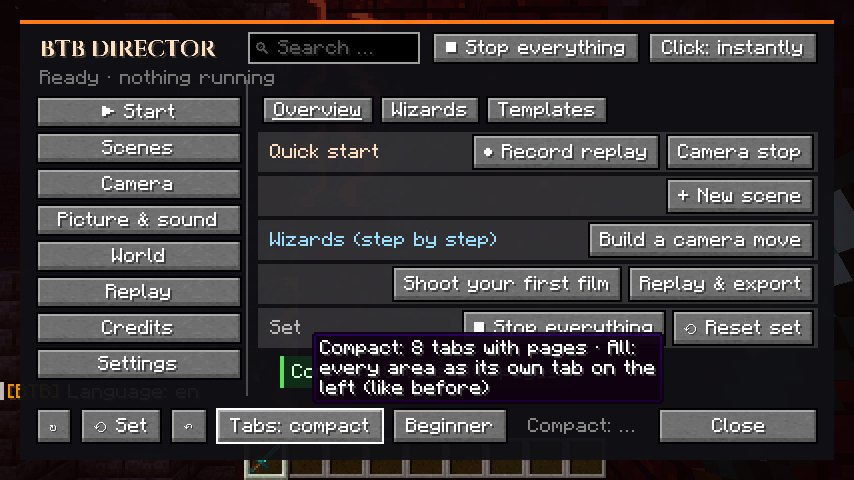 BTB DIRECTOR
Search ...
Stop everything
Click: instantly
Ready · nothing running
Start
Scenes
Camera
Picture & sound
World
Replay
Credits
Settings
Overview
Wizards
Templates
Quick start
Record replay
Camera stop
+ New scene
Wizards (step by step)
Build a camera move
Shoot your first film
Replay & export
Set
Stop everything
Reset set
Co
Compact: 8 tabs with pages · All:
every area as its own tab on the
left (like before)
[BTB] Language: en
Set
Tabs: compact
Beginner
Compact: ...
Close